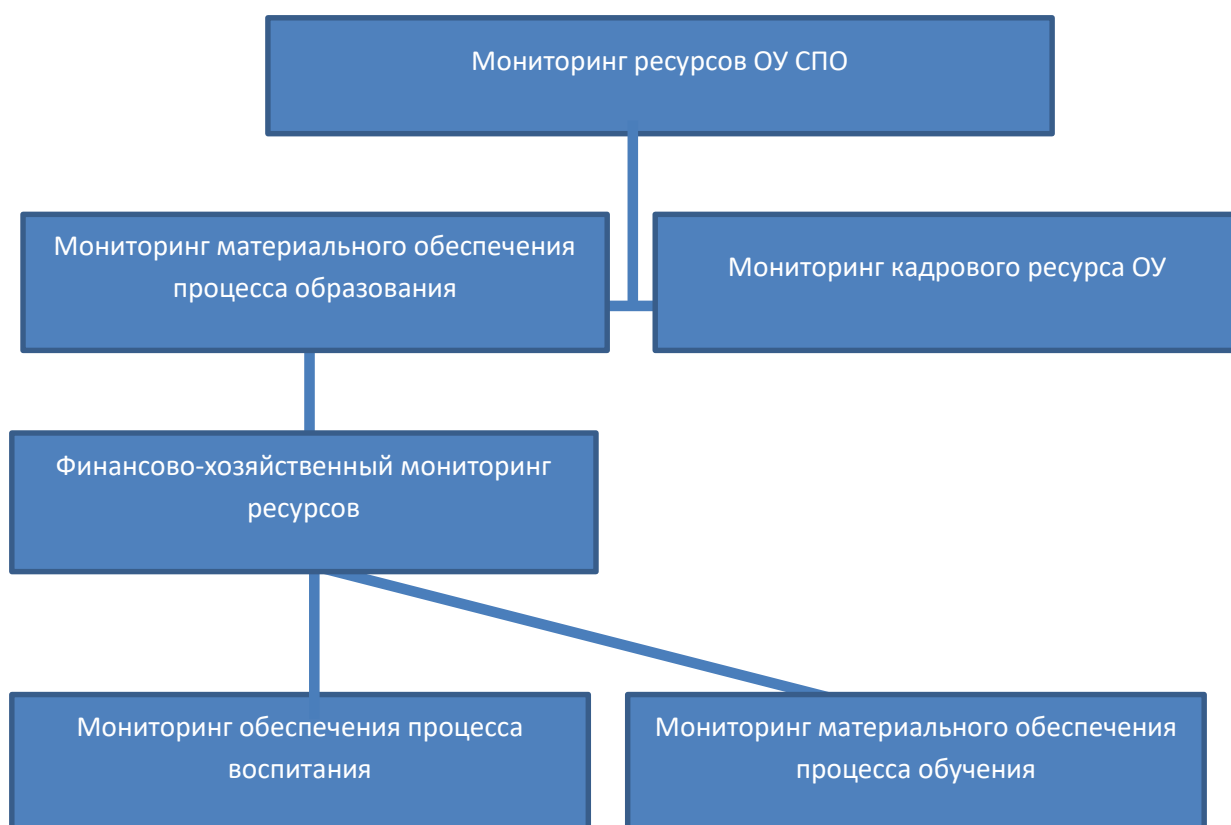 Мониторинг ресурсов ОУ СПО
Мониторинг материального обеспечения
процесса образования
Мониторинг кадрового ресурса ОУ
Финансово-хозяйственный мониторинг
ресурсов
Мониторинг обеспечения процесса
воспитания
Мониторинг материального обеспечения
процесса обучения